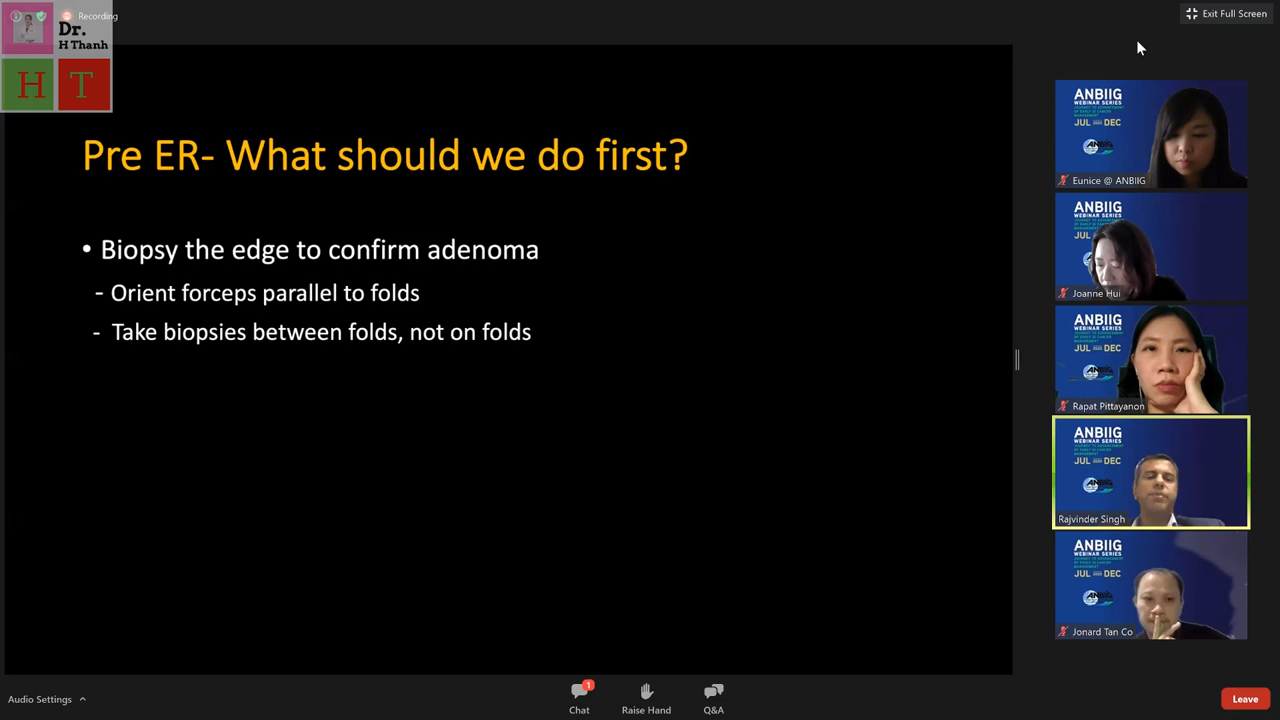 Recording
Dr.
H Thanh
H T
Exit Full Screen
Pre ER- What should we do first?
• Biopsy the edge to confirm adenoma
- Orient forceps parallel to folds
- Take biopsies between folds, not on folds
ANBIIG
WEBINAR SERIES
JUL — DEC
Eunice @ ANBIIG
ANBIIG
WEBINAR SERIES
JUL
Joanne Hui
ANBIIG
WEBINAR SERIES
JUL — DEC
Rapat Pittayanon
ANBIIG
WEBINAR SERIES
JUL — DEC
Rajvinder Singh
ANBIIG
WEBINAR SERIES
JUL — DEC
Jonard Tan Co
Audio Settings
1
Chat
Raise Hand
Q&A
Leave